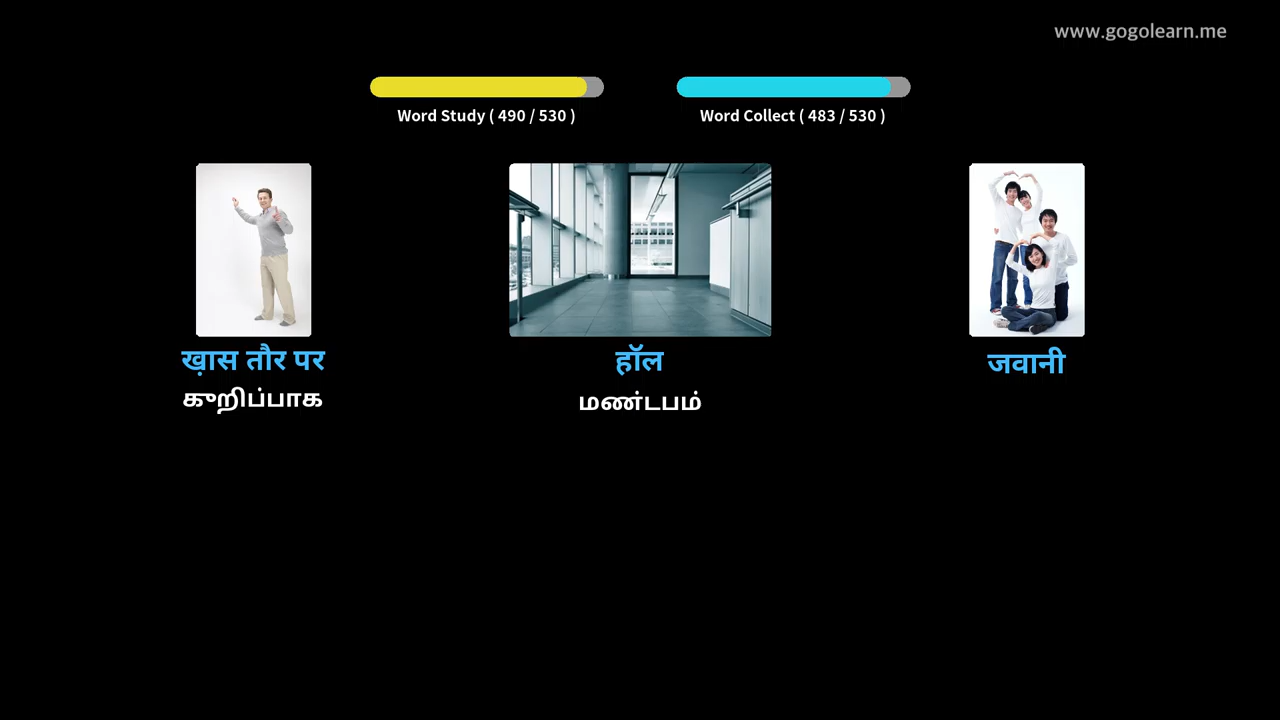 www.gogolearn.me
Word Study ( 490 / 530 )
Word Collect ( 483 / 530 )
ख़ास तौर पर
குறிப்பாக
हॉल
மண்டபம்
जवानी